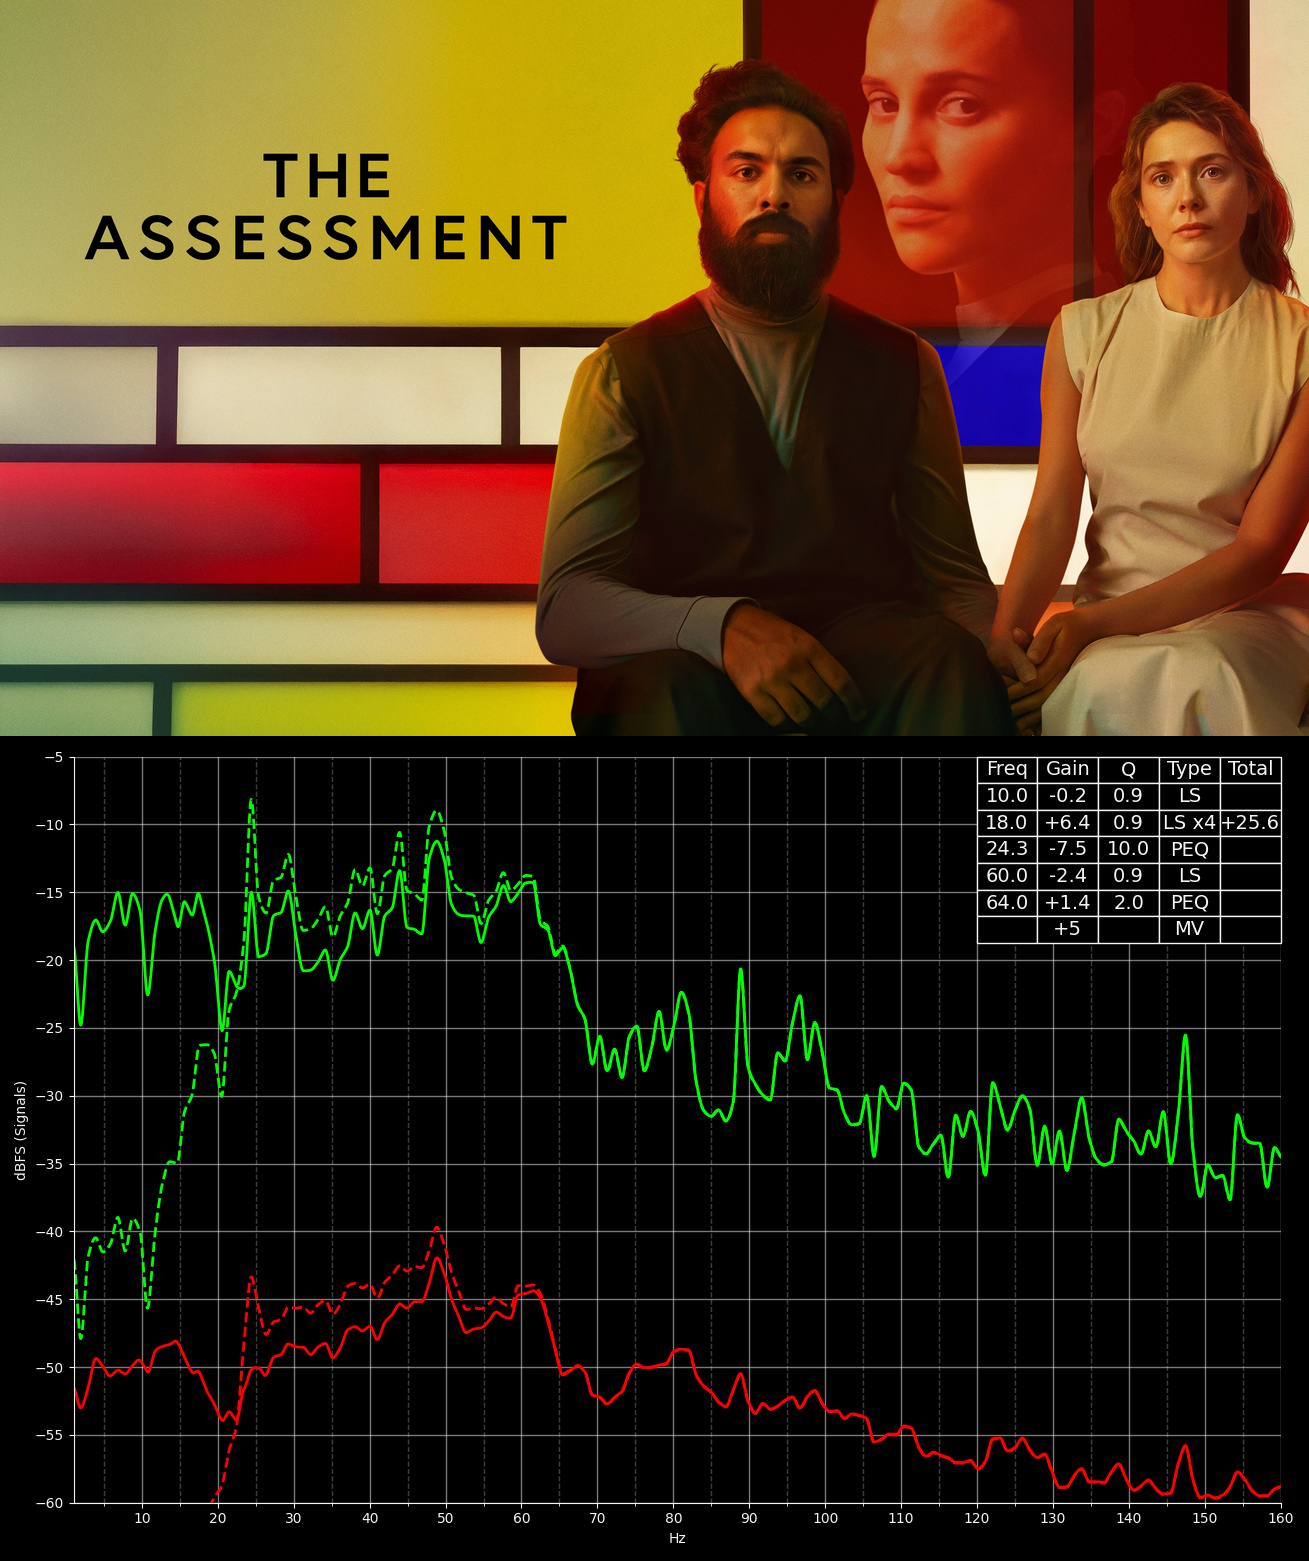 THE
ASSESSMENT
Freq Gain Q Type Total
10.0 -0.2 0.9 LS
18.0 +6.4 0.9 LS x4 +25.6
24.3 -7.5 10.0 PEQ
60.0 -2.4 0.9 LS
64.0 +1.4 2.0 PEQ
+5 MV
−5
−10
−15
−20
−25
−30
−35
−40
−45
−50
−55
−60
dBFS (Signals)
10 20 30 40 50 60 70 80 90 100 110 120 130 140 150 160
Hz